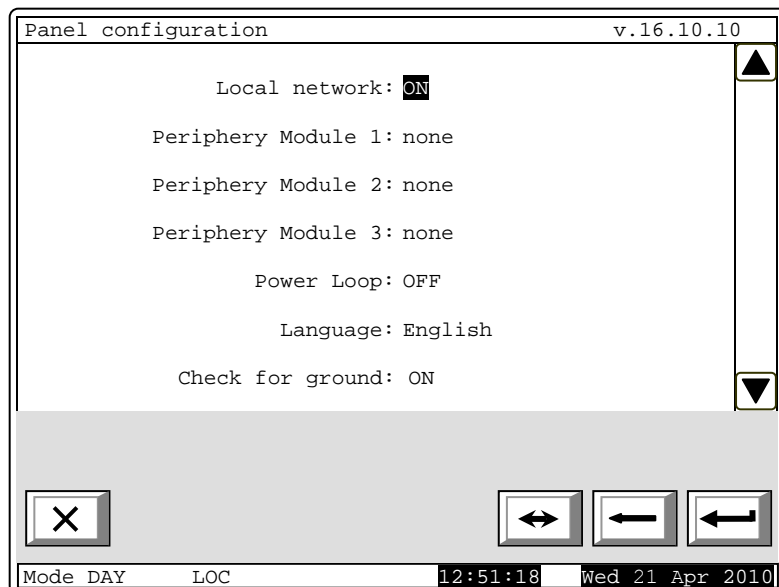 Panel configuration v.16.10.10
Local network: ON
Periphery Module 1: none
Periphery Module 2: none
Periphery Module 3: none
Power Loop: OFF
Language: English
Check for ground: ON
Mode DAY LOC 12:51:18 Wed 21 Apr 2010